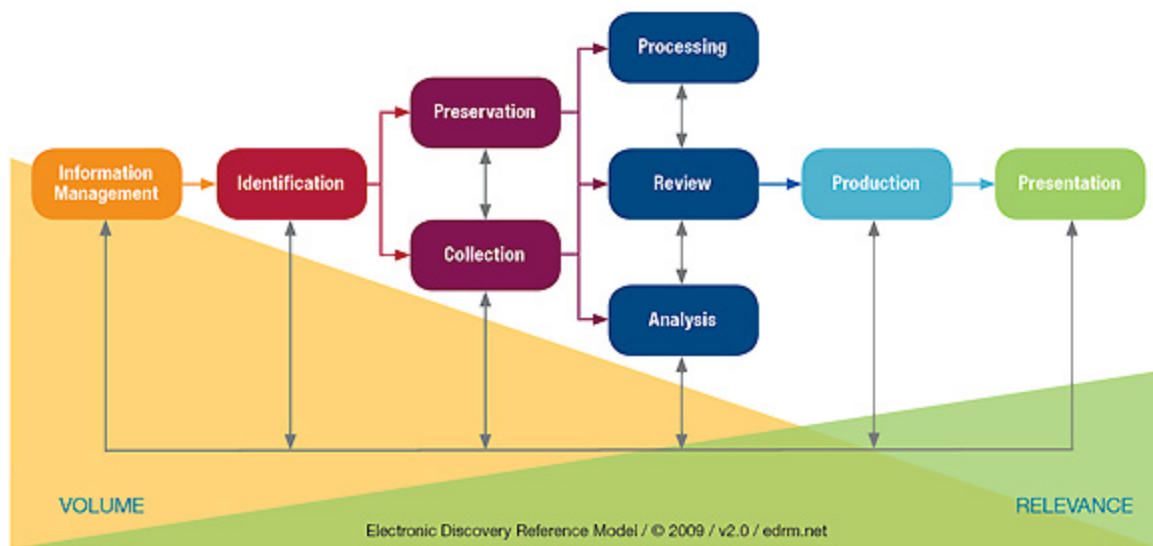 Processing
Preservation
Information
Management
Identification
Review
Production
Presentation
Collection
Analysis
VOLUME
RELEVANCE
Electronic Discovery Reference Model / © 2009 / v2.0 / edrm.net